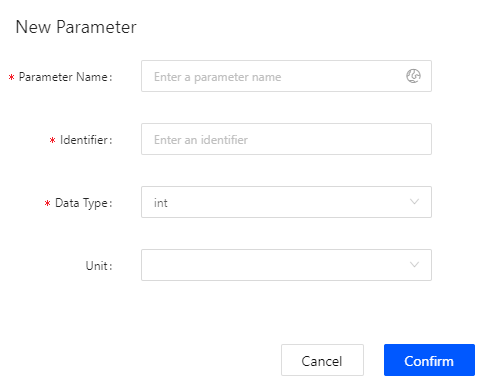 New Parameter
* Parameter Name: Enter a parameter name
* Identifier: Enter an identifier
* Data Type: int
Unit:
Cancel Confirm